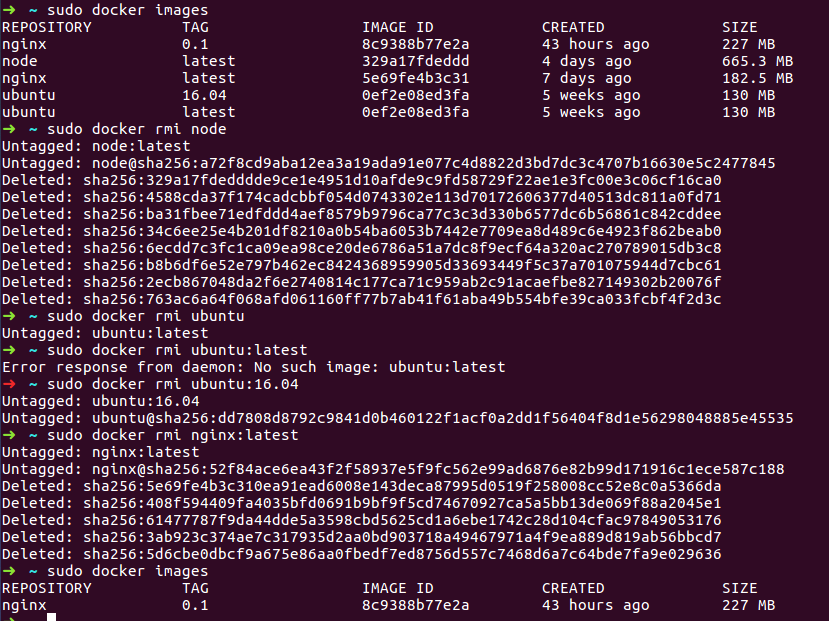 ➜ ~ sudo docker images
REPOSITORY TAG IMAGE ID CREATED SIZE
nginx 0.1 8c9388b77e2a 43 hours ago 227 MB
node latest 329a17fdeddd 4 days ago 665.3 MB
nginx latest 5e69fe4b3c31 7 days ago 182.5 MB
ubuntu 16.04 0ef2e08ed3fa 5 weeks ago 130 MB
ubuntu latest 0ef2e08ed3fa 5 weeks ago 130 MB
➜ ~ sudo docker rmi node
Untagged: node:latest
Untagged: node@sha256:a72f8cd9aba12ea3a19ada91e077c4d8822d3bd7dc3c4707b16630e5c2477845
Deleted: sha256:329a17fdedddde9ce1e4951d10afde9c9fd58729f22ae1e3fc00e3c06cf16ca0
Deleted: sha256:4588cda37f174cadcbbf054d0743302e113d70172606377d40513dc811a0fd71
Deleted: sha256:ba31fbee71edfddd4aef8579b9796ca77c3c3d330b6577dc6b56861c842cddee
Deleted: sha256:34c6ee25e4b201df8210a0b54ba6053b7442e7709ea8d489c6e4923f862beab0
Deleted: sha256:6ecdd7c3fc1ca09ea98ce20de6786a51a7dc8f9ecf64a320ac270789015db3c8
Deleted: sha256:b8b6df6e52e797b462ec8424368959905d33693449f5c37a701075944d7cbc61
Deleted: sha256:2ecb867048da2f6e2740814c177ca71c959ab2c91acaefbe827149302b20076f
Deleted: sha256:763ac6a64f068afd061160ff77b7ab41f61aba49b554bfe39ca033fcbf4f2d3c
➜ ~ sudo docker rmi ubuntu
Untagged: ubuntu:latest
➜ ~ sudo docker rmi ubuntu:latest
Error response from daemon: No such image: ubuntu:latest
➜ ~ sudo docker rmi ubuntu:16.04
Untagged: ubuntu:16.04
Untagged: ubuntu@sha256:dd7808d8792c9841d0b460122f1acf0a2dd1f56404f8d1e56298048885e45535
➜ ~ sudo docker rmi nginx:latest
Untagged: nginx:latest
Untagged: nginx@sha256:52f84ace6ea43f2f58937e5f9fc562e99ad6876e82b99d171916c1ece587c188
Deleted: sha256:5e69fe4b3c310ea91ead6008e143deca87995d0519f258008cc52e8c0a5366da
Deleted: sha256:408f594409fa4035bfd0691b9bf9f5cd74670927ca5a5bb13de069f88a2045e1
Deleted: sha256:61477787f9da44dde5a3598cbd5625cd1a6ebe1742c28d104cfac97849053176
Deleted: sha256:3ab923c374ae7c317935d2aa0bd903718a49467971a4f9ea889d819ab56bbcd7
Deleted: sha256:5d6cbe0dbcf9a675e86aa0fbedf7ed8756d557c7468d6a7c64bde7fa9e029636
➜ ~ sudo docker images
REPOSITORY TAG IMAGE ID CREATED SIZE
nginx 0.1 8c9388b77e2a 43 hours ago 227 MB